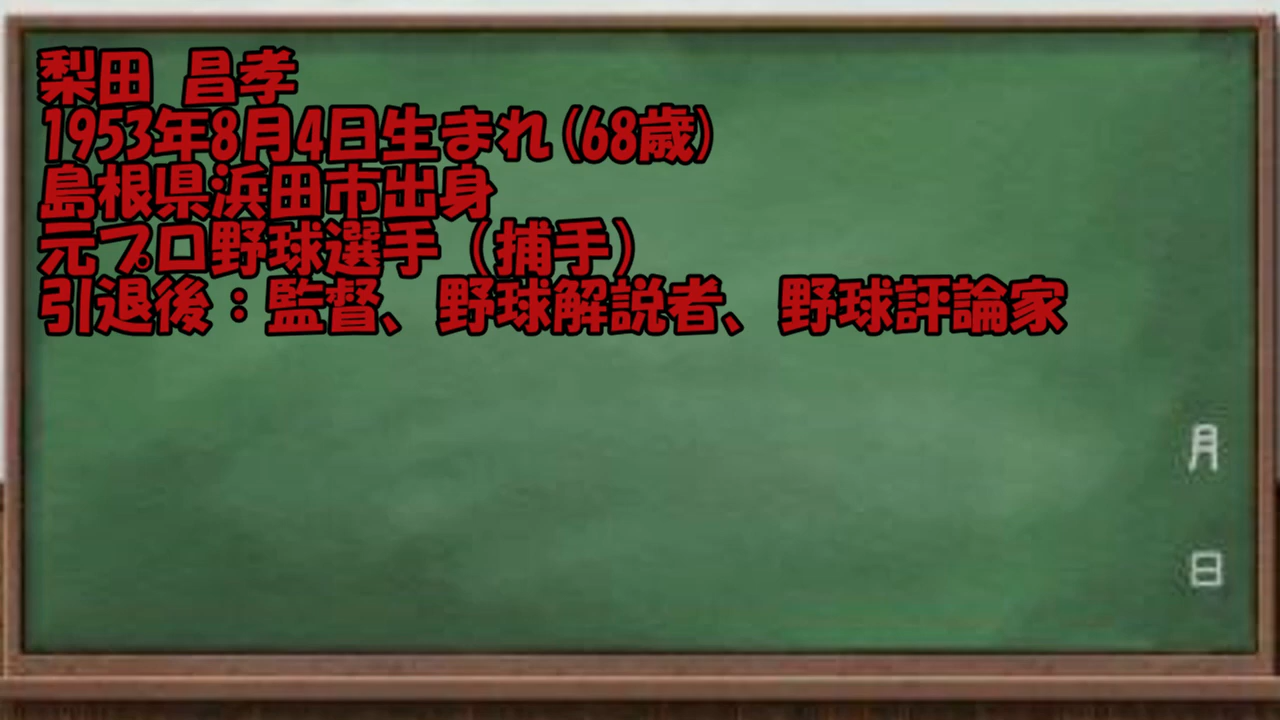 梨田 昌孝
1953年8月4日生まれ(68歳)
島根県浜田市出身
元プロ野球選手（捕手）
引退後：監督、野球解説者、野球評論家
月
日